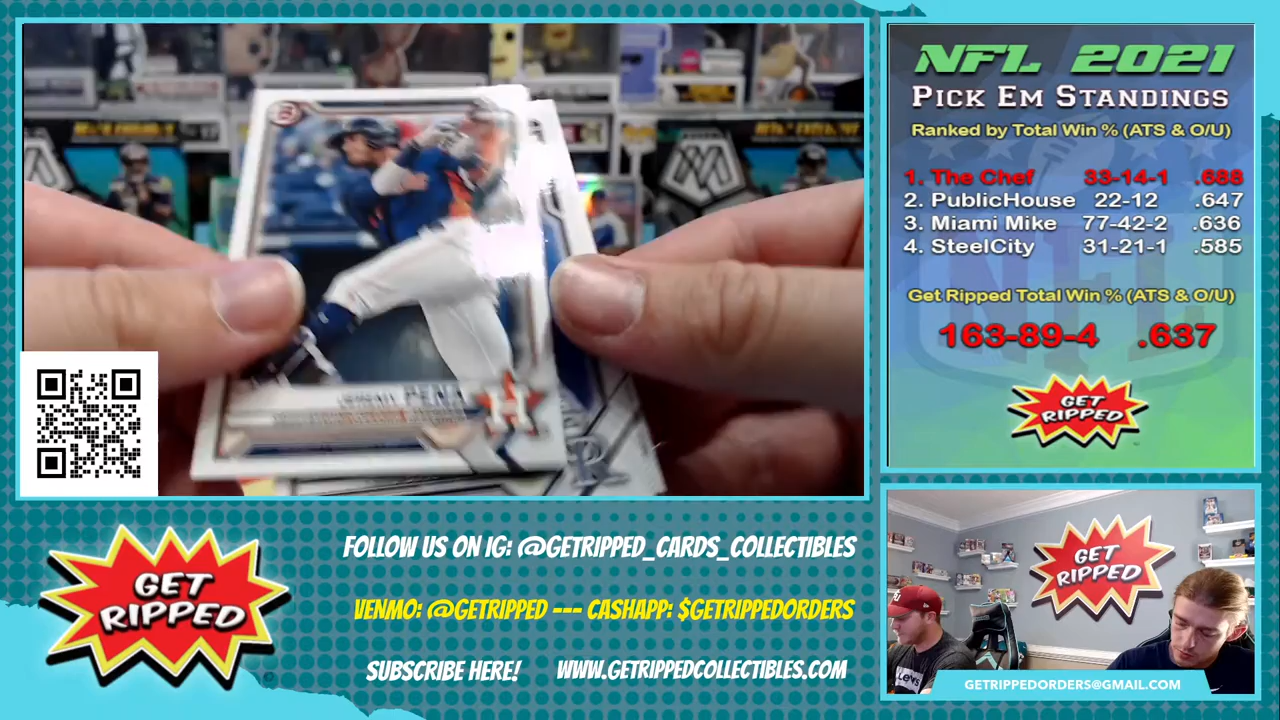 B
PEÑA
H
R
NFL 2021
PICK EM STANDINGS
Ranked by Total Win % (ATS & O/U)
1. The Chef 33-14-1 .688
2. PublicHouse 22-12 .647
3. Miami Mike 77-42-2 .636
4. SteelCity 31-21-1 .585
Get Ripped Total Win % (ATS & O/U)
163-89-4 .637
GET
RIPPED
GET
RIPPED
FOLLOW US ON IG: @GETRIPPED_CARDS_COLLECTIBLES
VENMO: @GETRIPPED --- CASHAPP: $GETRIPPEDORDERS
SUBSCRIBE HERE! WWW.GETRIPPEDCOLLECTIBLES.COM
GET
RIPPED
GETRIPPEDORDERS@GMAIL.COM